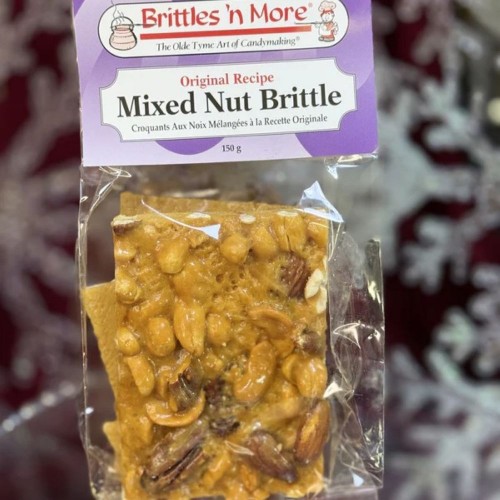 Brittles 'n More®
The Olde Tyme Art of Candymaking®
Original Recipe
Mixed Nut Brittle
Croquants Aux Noix Mélangées à la Recette Originale
150 g